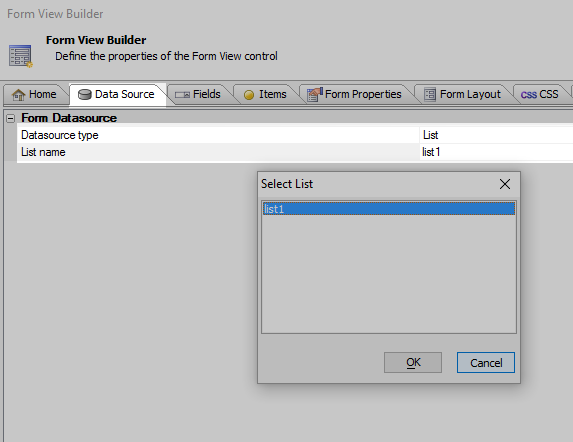 Form View Builder
Form View Builder
Define the properties of the Form View control
Home Data Source Fields Items Form Properties Form Layout CSS CSS
Form Datasource
Datasource type List
List name list1
Select List
list1
OK Cancel